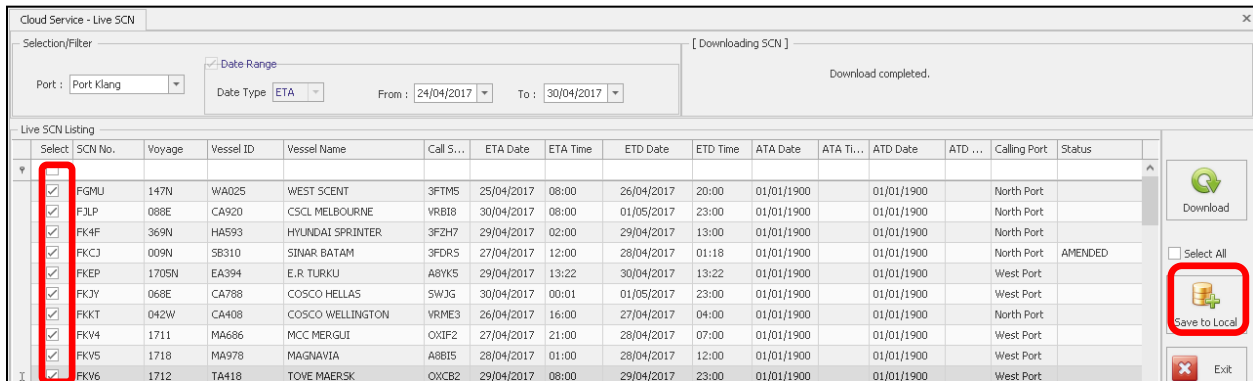 Cloud Service - Live SCN
Selection/Filter
[ Downloading SCN ]
Date Range
Download completed.
Port : Port Klang
Date Type ETA From : 24/04/2017 To : 30/04/2017
Live SCN Listing
Select SCN No. Voyage Vessel ID Vessel Name Call S... ETA Date ETA Time ETD Date ETD Time ATA Date ATA Ti... ATD Date ATD ... Calling Port Status
FGMU 147N WA025 WEST SCENT 3FTM5 25/04/2017 08:00 26/04/2017 20:00 01/01/1900 01/01/1900 North Port
FJLP 088E CA920 CSCL MELBOURNE VRBI8 30/04/2017 08:00 01/05/2017 23:00 01/01/1900 01/01/1900 North Port
FK4F 369N HA593 HYUNDAI SPRINTER 3FZH7 29/04/2017 02:00 29/04/2017 13:00 01/01/1900 01/01/1900 North Port
FKCJ 009N SB310 SINAR BATAM 3FDRS 27/04/2017 12:00 28/04/2017 01:18 01/01/1900 01/01/1900 North Port AMENDED
FKEP 1705N EA394 E.R TURKU A8YK5 29/04/2017 13:22 30/04/2017 13:22 01/01/1900 01/01/1900 West Port
FKJY 068E CA788 COSCO HELLAS SWJG 30/04/2017 00:01 01/05/2017 23:00 01/01/1900 01/01/1900 West Port
FKKT 042W CA408 COSCO WELLINGTON VRME3 26/04/2017 16:00 27/04/2017 04:00 01/01/1900 01/01/1900 West Port
FKV4 1711 MA686 MCC MERGUI OXIF2 27/04/2017 21:00 28/04/2017 07:00 01/01/1900 01/01/1900 West Port
FKV5 1718 MA978 MAGNAVIA A8BI5 28/04/2017 01:00 28/04/2017 12:00 01/01/1900 01/01/1900 West Port
FKV6 1712 TA418 TOVE MAERSK OXCB2 29/04/2017 08:00 29/04/2017 23:00 01/01/1900 01/01/1900 West Port
Download
Select All
Save to Local
Exit